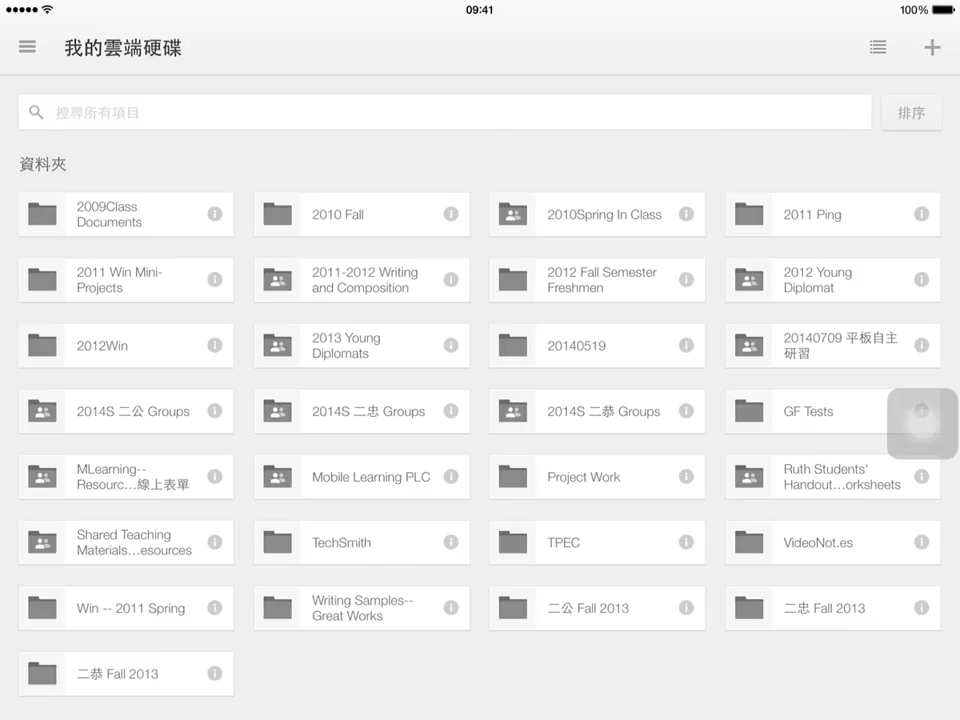 09:41
100%
我的雲端硬碟
搜尋所有項目
排序
資料夾
2009Class
Documents
2010 Fall
2010Spring In Class
2011 Ping
2011 Win Mini-
Projects
2011-2012 Writing
and Composition
2012 Fall Semester
Freshmen
2012 Young
Diplomat
2012Win
2013 Young
Diplomats
20140519
20140709 平板自主
研習
2014S 二公 Groups
2014S 二忠 Groups
2014S 二恭 Groups
GF Tests
MLearning--
Resourc...線上表單
Mobile Learning PLC
Project Work
Ruth Students'
Handout...orksheets
Shared Teaching
Materials...esources
TechSmith
TPEC
VideoNot.es
Win -- 2011 Spring
Writing Samples--
Great Works
二公 Fall 2013
二忠 Fall 2013
二恭 Fall 2013